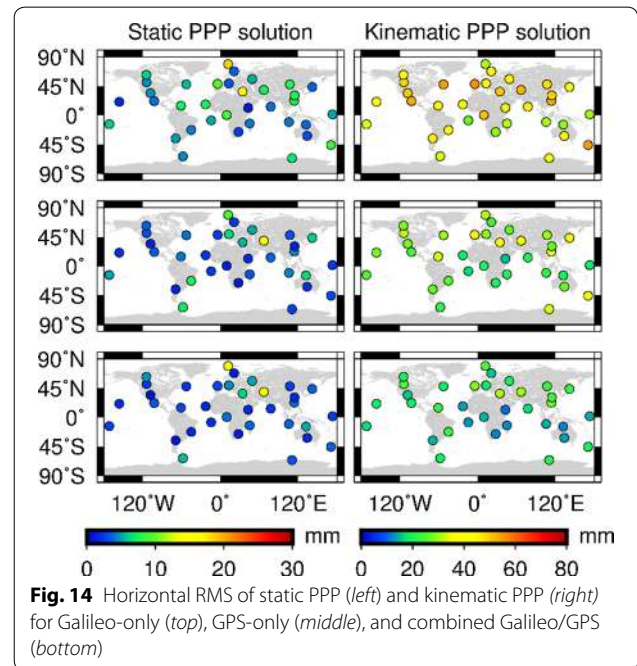 Static PPP solution Kinematic PPP solution
90˚N
45˚N
0˚
45˚S
90˚S
90˚N
45˚N
0˚
45˚S
90˚S
90˚N
45˚N
0˚
45˚S
90˚S
120˚W 0˚ 120˚E 120˚W 0˚ 120˚E
mm mm
0 10 20 30 0 20 40 60 80
Fig. 14 Horizontal RMS of static PPP (left) and kinematic PPP (right)
for Galileo-only (top), GPS-only (middle), and combined Galileo/GPS
(bottom)